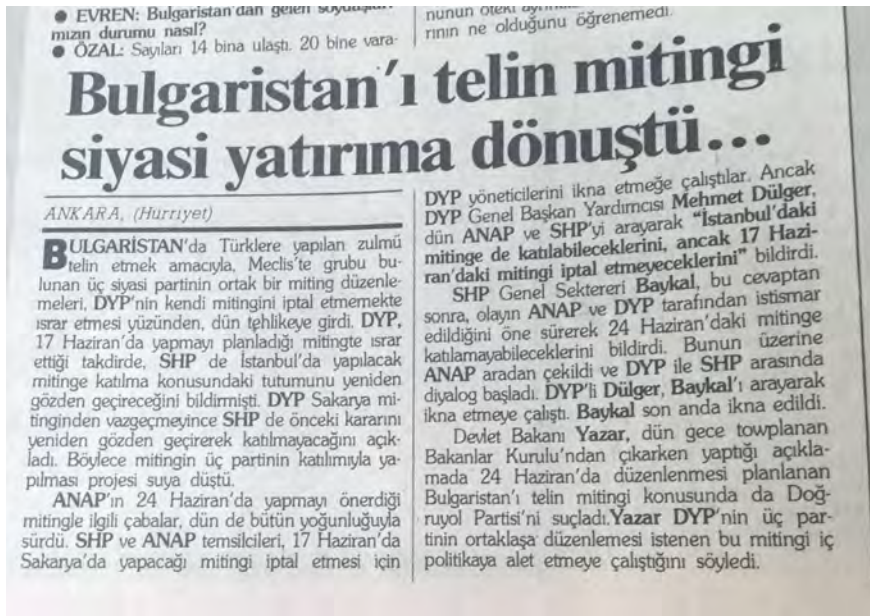 ● EVREN: Bulgaristan'dan gelen soydaşları-
mızın durumu nasıl?
● ÖZAL: Sayıları 14 bina ulaştı. 20 bine vara-
nunun öteki
rının ne olduğunu öğrenemedi.
Bulgaristan'ı telin mitingi
siyasi yatırıma dönuştü...
ANKARA, (Hurriyet)
BULGARİSTAN'da Türklere yapılan zulmü
telin etmek amacıyla, Meclis'te grubu bu-
lunan üç siyasi partinin ortak bir miting düzenle-
meleri, DYP'nin kendi mitingini iptal etmemekte
ısrar etmesi yüzünden, dün tehlikeye girdi. DYP,
17 Haziran'da yapmayı planladığı mitingte ısrar
ettiği takdirde, SHP de İstanbul'da yapılacak
mitinge katılma konusundaki tutumunu yeniden
gözden geçireceğini bildirmişti. DYP Sakarya mi-
tinginden vazgeçmeyince SHP de önceki kararını
yeniden gözden geçirerek katılmayacağını açık-
ladı. Böylece mitingin üç partinin katılımıyla ya-
pılması projesi suya düştü.
ANAP'ın 24 Haziran'da yapmayı önerdiği
mitingle ilgili çabalar, dün de bütün yoğunluğuyla
sürdü. SHP ve ANAP temsilcileri, 17 Haziran'da
Sakarya'da yapacağı mitingi iptal etmesi için
DYP yöneticilerini ikna etmeğe çalıştılar. Ancak
DYP Genel Başkan Yardımcısı Mehmet Dülger,
dün ANAP ve SHP'yi arayarak "İstanbul'daki
mitinge de katılabileceklerini, ancak 17 Hazi-
ran'daki mitingi iptal etmeyeceklerini" bildirdi.
SHP Genel Sektereri Baykal, bu cevaptan
sonra, olayın ANAP ve DYP tarafından istismar
edildiğini öne sürerek 24 Haziran'daki mitinge
katılamayabileceklerini bildirdi. Bunun üzerine
ANAP aradan çekildi ve DYP ile SHP arasında
diyalog başladı. DYP'li Dülger, Baykal'ı arayarak
ikna etmeye çalıştı. Baykal son anda ikna edildi.
Devlet Bakanı Yazar, dün gece towplanan
Bakanlar Kurulu'ndan çıkarken yaptığı açıkla-
mada 24 Haziran'da düzenlenmesi planlanan
Bulgaristan'ı telin mitingi konusunda da Doğ-
ruyol Partisi'ni suçladı.Yazar DYP'nin üç par-
tinin ortaklaşa düzenlemesi istenen bu mitingi iç
politikaya alet etmeye çalıştığını söyledi.